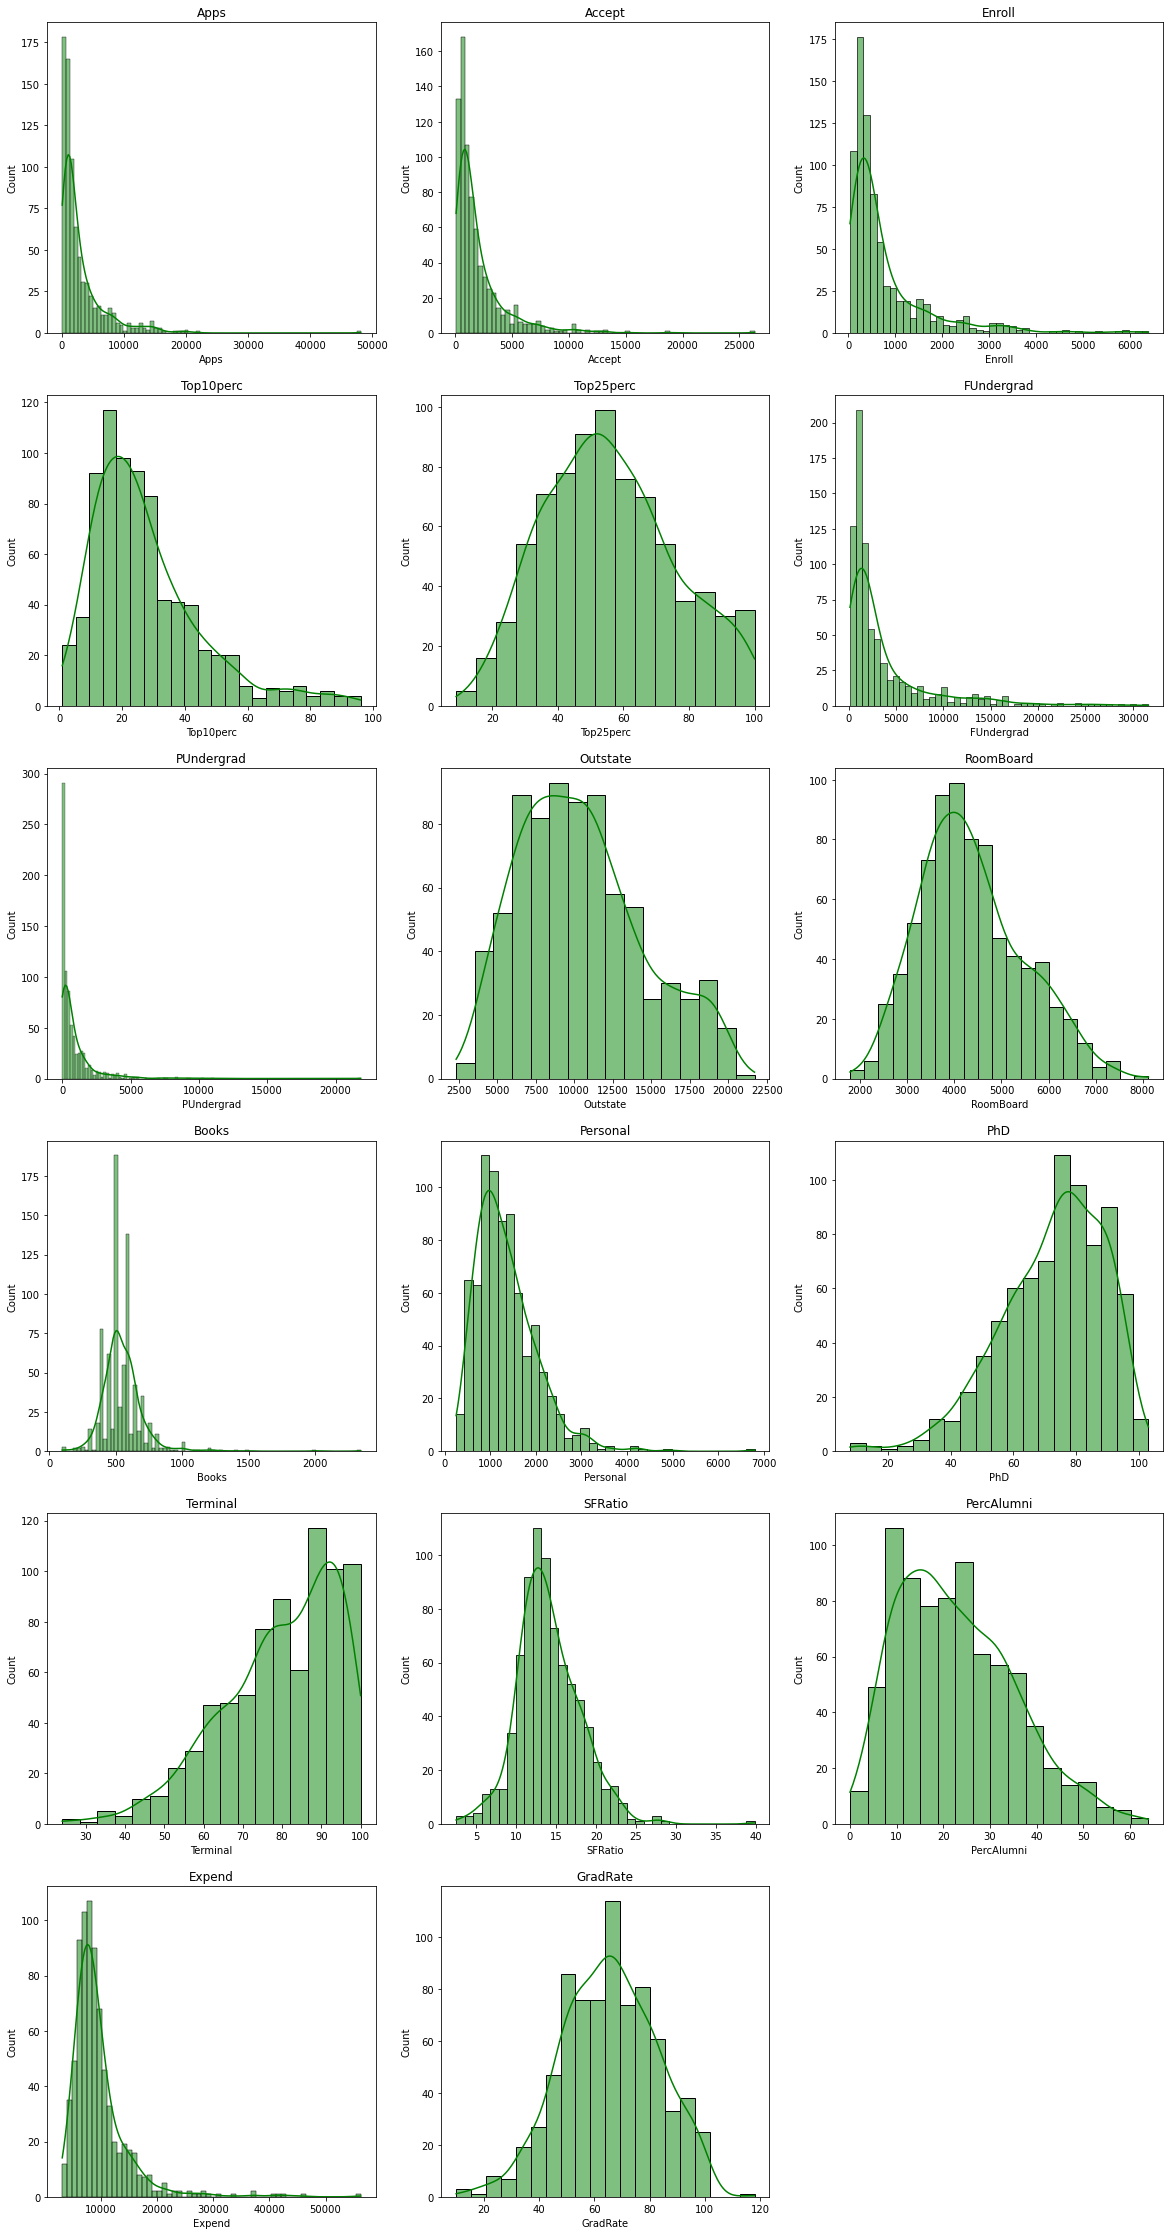 Apps
Accept
Enroll
Count
175
150
125
100
75
50
25
0
0 10000 20000 30000 40000 50000
Apps
Count
160
140
120
100
80
60
40
20
0
0 5000 10000 15000 20000 25000
Accept
Count
175
150
125
100
75
50
25
0
0 1000 2000 3000 4000 5000 6000
Enroll
Top10perc
Top25perc
FUndergrad
Count
120
100
80
60
40
20
0
0 20 40 60 80 100
Top10perc
Count
100
80
60
40
20
0
20 40 60 80 100
Top25perc
Count
200
175
150
125
100
75
50
25
0
0 5000 10000 15000 20000 25000 30000
FUndergrad
PUndergrad
Outstate
RoomBoard
Count
300
250
200
150
100
50
0
0 5000 10000 15000 20000
PUndergrad
Count
80
60
40
20
0
2500 5000 7500 10000 12500 15000 17500 20000 22500
Outstate
Count
100
80
60
40
20
0
2000 3000 4000 5000 6000 7000 8000
RoomBoard
Books
Personal
PhD
Count
175
150
125
100
75
50
25
0
0 500 1000 1500 2000
Books
Count
100
80
60
40
20
0
0 1000 2000 3000 4000 5000 6000 7000
Personal
Count
100
80
60
40
20
0
20 40 60 80 100
PhD
Terminal
SFRatio
PercAlumni
Count
120
100
80
60
40
20
0
30 40 50 60 70 80 90 100
Terminal
Count
100
80
60
40
20
0
5 10 15 20 25 30 35 40
SFRatio
Count
100
80
60
40
20
0
0 10 20 30 40 50 60
PercAlumni
Expend
GradRate
Count
100
80
60
40
20
0
10000 20000 30000 40000 50000
Expend
Count
100
80
60
40
20
0
20 40 60 80 100 120
GradRate